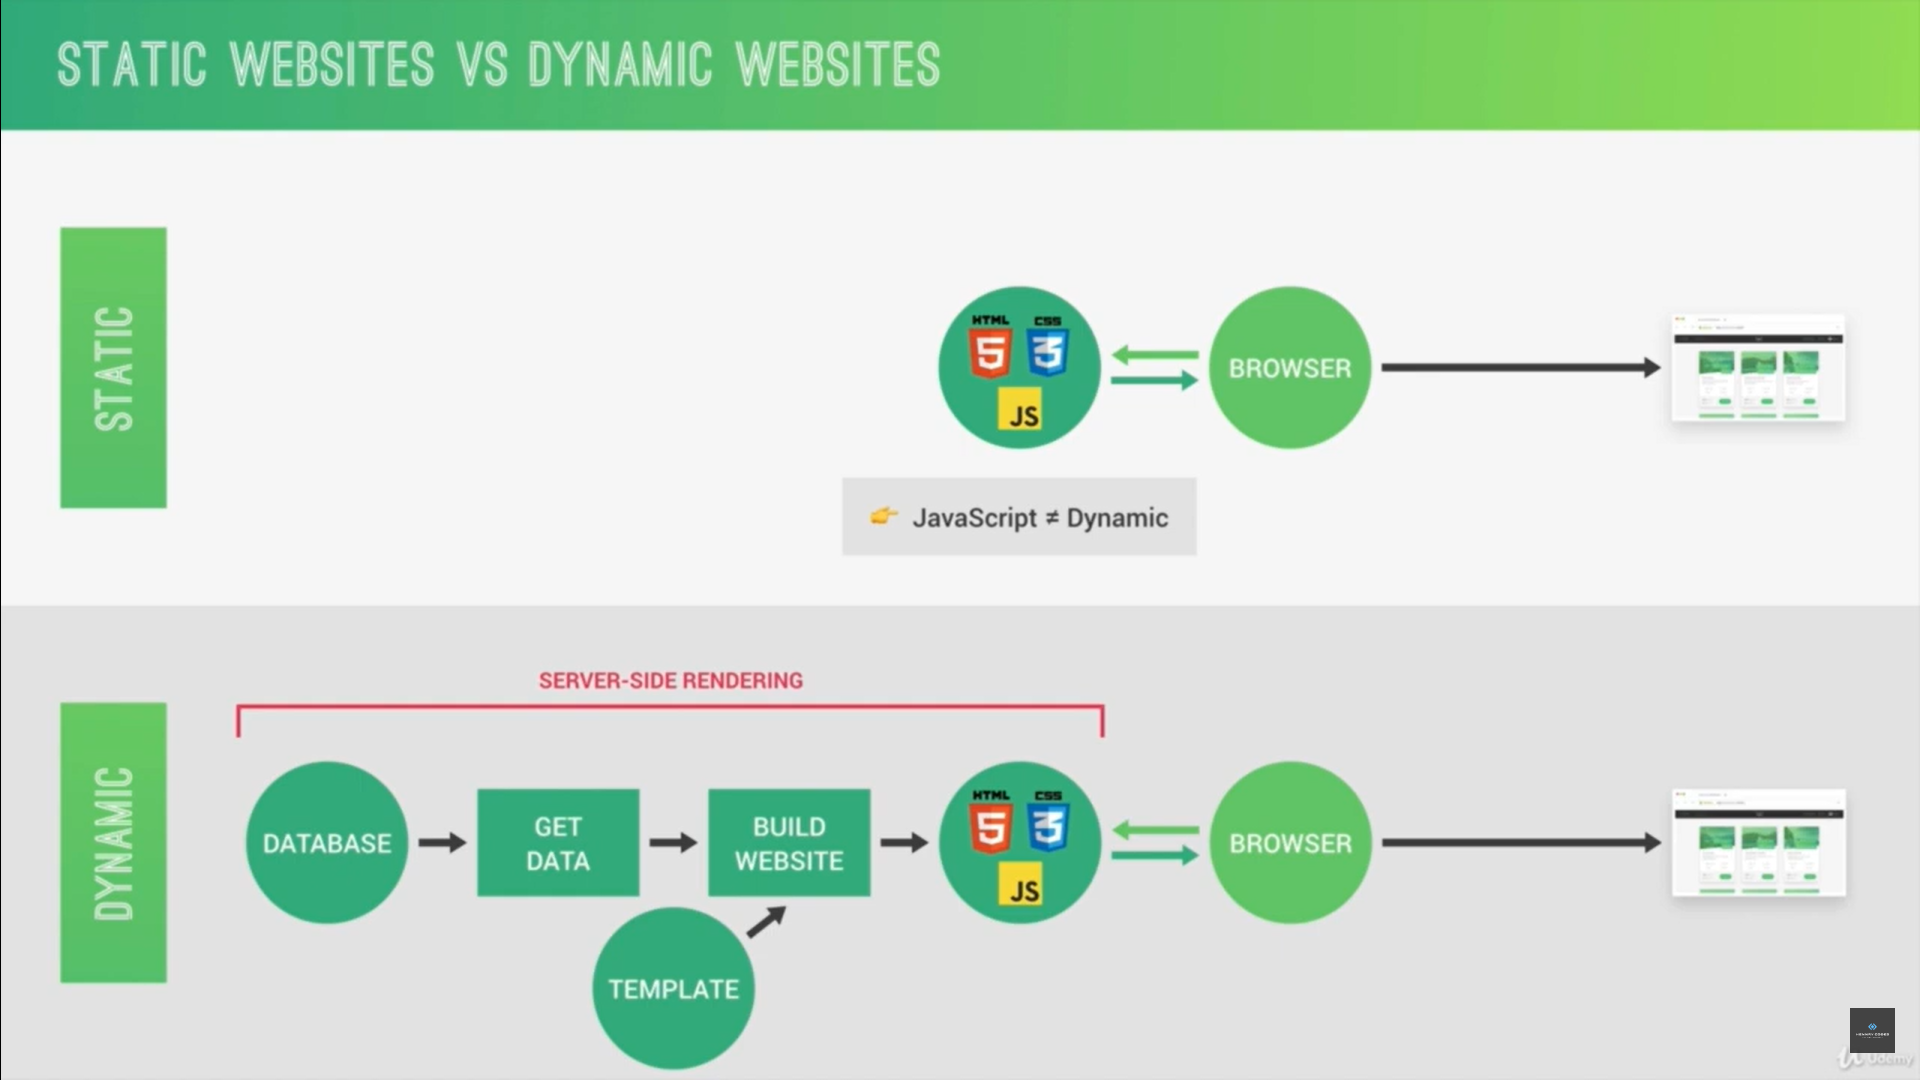 STATIC WEBSITES VS DYNAMIC WEBSITES
STATIC
HTML CSS
5 3
JS
BROWSER
👉 JavaScript ≠ Dynamic
SERVER-SIDE RENDERING
DYNAMIC
DATABASE
GET
DATA
BUILD
WEBSITE
HTML CSS
5 3
JS
BROWSER
TEMPLATE
Udemy